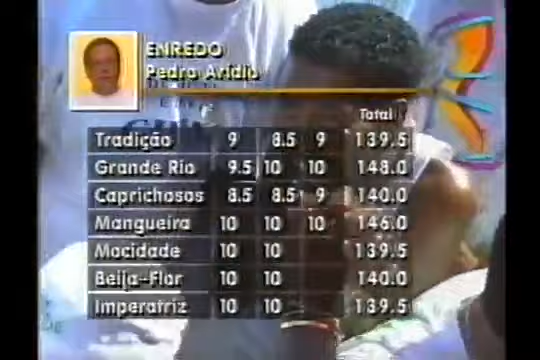 ENREDO
Pedro Arídio
Total
Tradição 9 8.5 9 139.5
Grande Rio 9.5 10 10 148.0
Caprichosos 8.5 8.5 9 140.0
Mangueira 10 10 10 146.0
Mocidade 10 10 139.5
Beija-Flor 10 10 140.0
Imperatriz 10 10 139.5